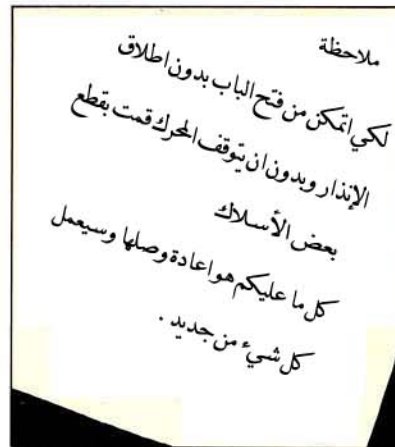 ملاحظة
لكي اتمكن من فتح الباب بدون اطلاق
الإنذار وبدون ان يتوقف المحرك قمت بقطع
بعض الأسلاك
كل ما عليكم هو اعادة وصلها وسيعمل
كل شيء من جديد .